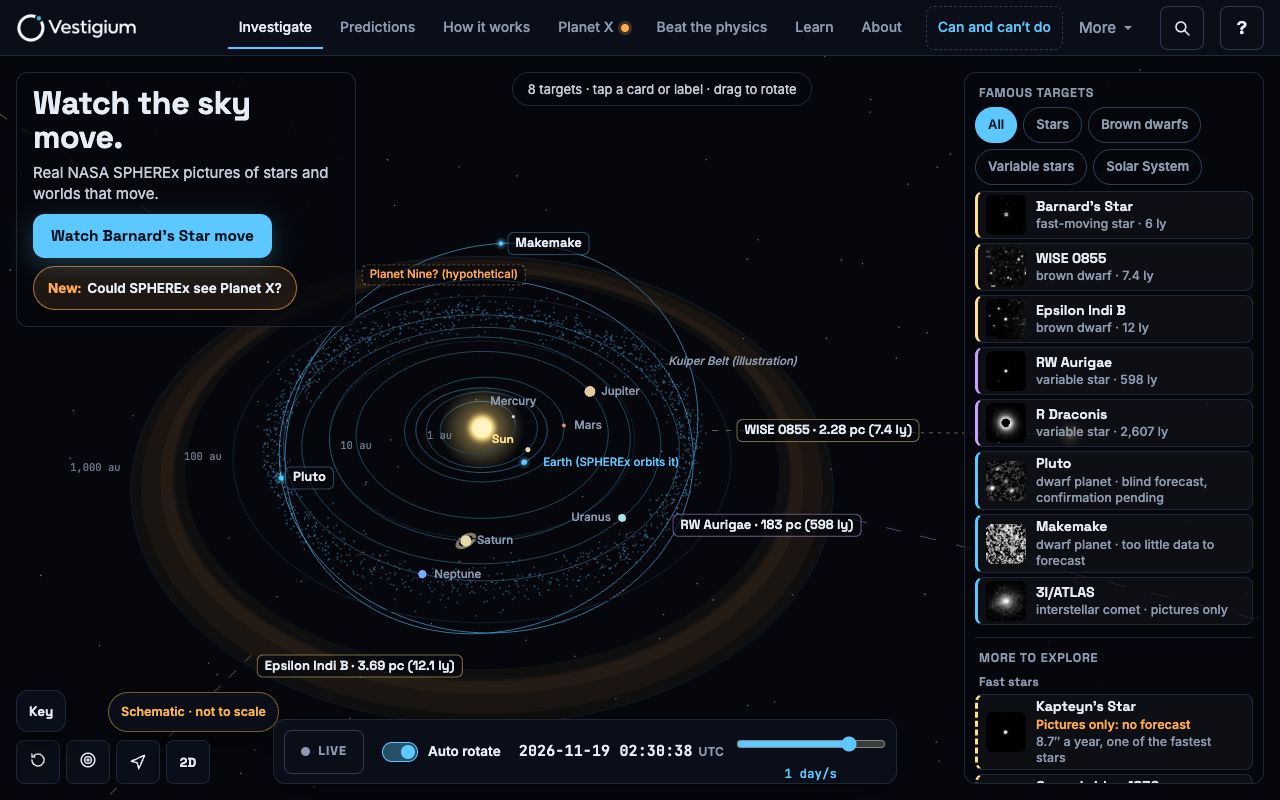 Vestigium
Investigate
Predictions
How it works
Planet X
Beat the physics
Learn
About
Can and can't do
More
?
Watch the sky
move.
Real NASA SPHEREx pictures of stars and
worlds that move.
Watch Barnard's Star move
New: Could SPHEREx see Planet X?
8 targets · tap a card or label · drag to rotate
Makemake
Planet Nine? (hypothetical)
Kuiper Belt (illustration)
Jupiter
Mercury
Mars
Sun
1 au
10 au
100 au
1,000 au
WISE 0855 · 2.28 pc (7.4 ly)
Earth (SPHEREx orbits it)
Pluto
Uranus
RW Aurigae · 183 pc (598 ly)
Saturn
Neptune
Epsilon Indi B · 3.69 pc (12.1 ly)
Key
Schematic · not to scale
2D
LIVE
Auto rotate
2026-11-19 02:30:38 UTC
1 day/s
FAMOUS TARGETS
All
Stars
Brown dwarfs
Variable stars
Solar System
Barnard's Star
fast-moving star · 6 ly
WISE 0855
brown dwarf · 7.4 ly
Epsilon Indi B
brown dwarf · 12 ly
RW Aurigae
variable star · 598 ly
R Draconis
variable star · 2,607 ly
Pluto
dwarf planet · blind forecast,
confirmation pending
Makemake
dwarf planet · too little data to
forecast
3I/ATLAS
interstellar comet · pictures only
MORE TO EXPLORE
Fast stars
Kapteyn's Star
Pictures only: no forecast
8.7″ a year, one of the fastest
stars